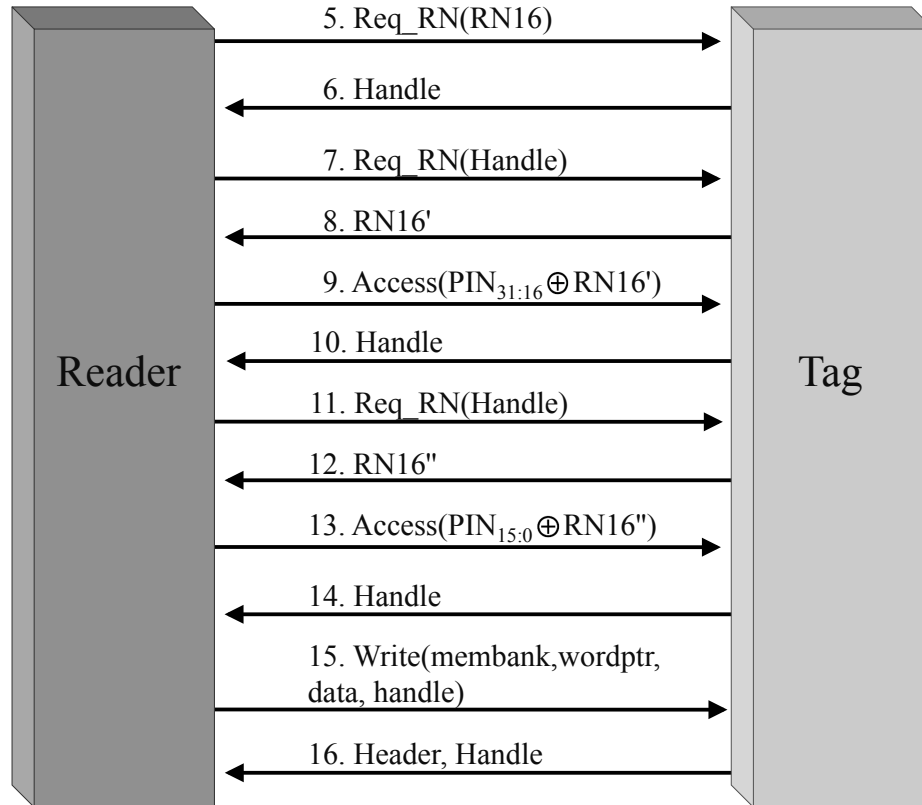 5. Req_RN(RN16)
6. Handle
7. Req_RN(Handle)
8. RN16'
9. Access(PIN31:16⊕RN16')
10. Handle
Reader
Tag
11. Req_RN(Handle)
12. RN16"
13. Access(PIN15:0⊕RN16")
14. Handle
15. Write(membank,wordptr,
data, handle)
16. Header, Handle